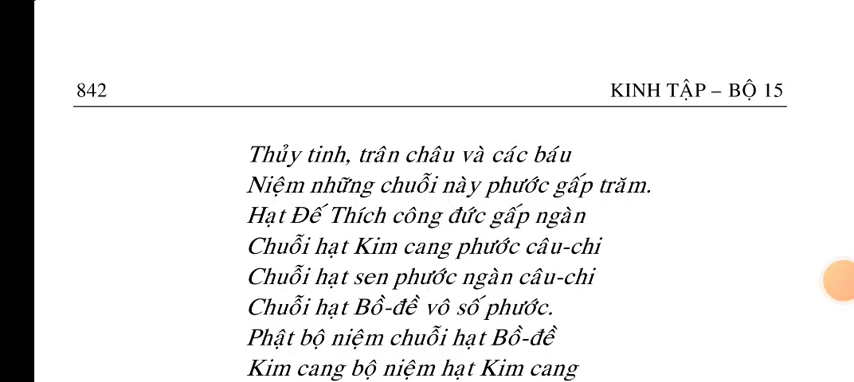 842
KINH TẬP – BỘ 15
Thủy tinh, trân châu và các báu
Niệm những chuỗi này phước gấp trăm.
Hạt Đế Thích công đức gấp ngàn
Chuỗi hạt Kim cang phước câu-chi
Chuỗi hạt sen phước ngàn câu-chi
Chuỗi hạt Bồ-đề vô số phước.
Phật bộ niệm chuỗi hạt Bồ-đề
Kim cang bộ niệm hạt Kim cang